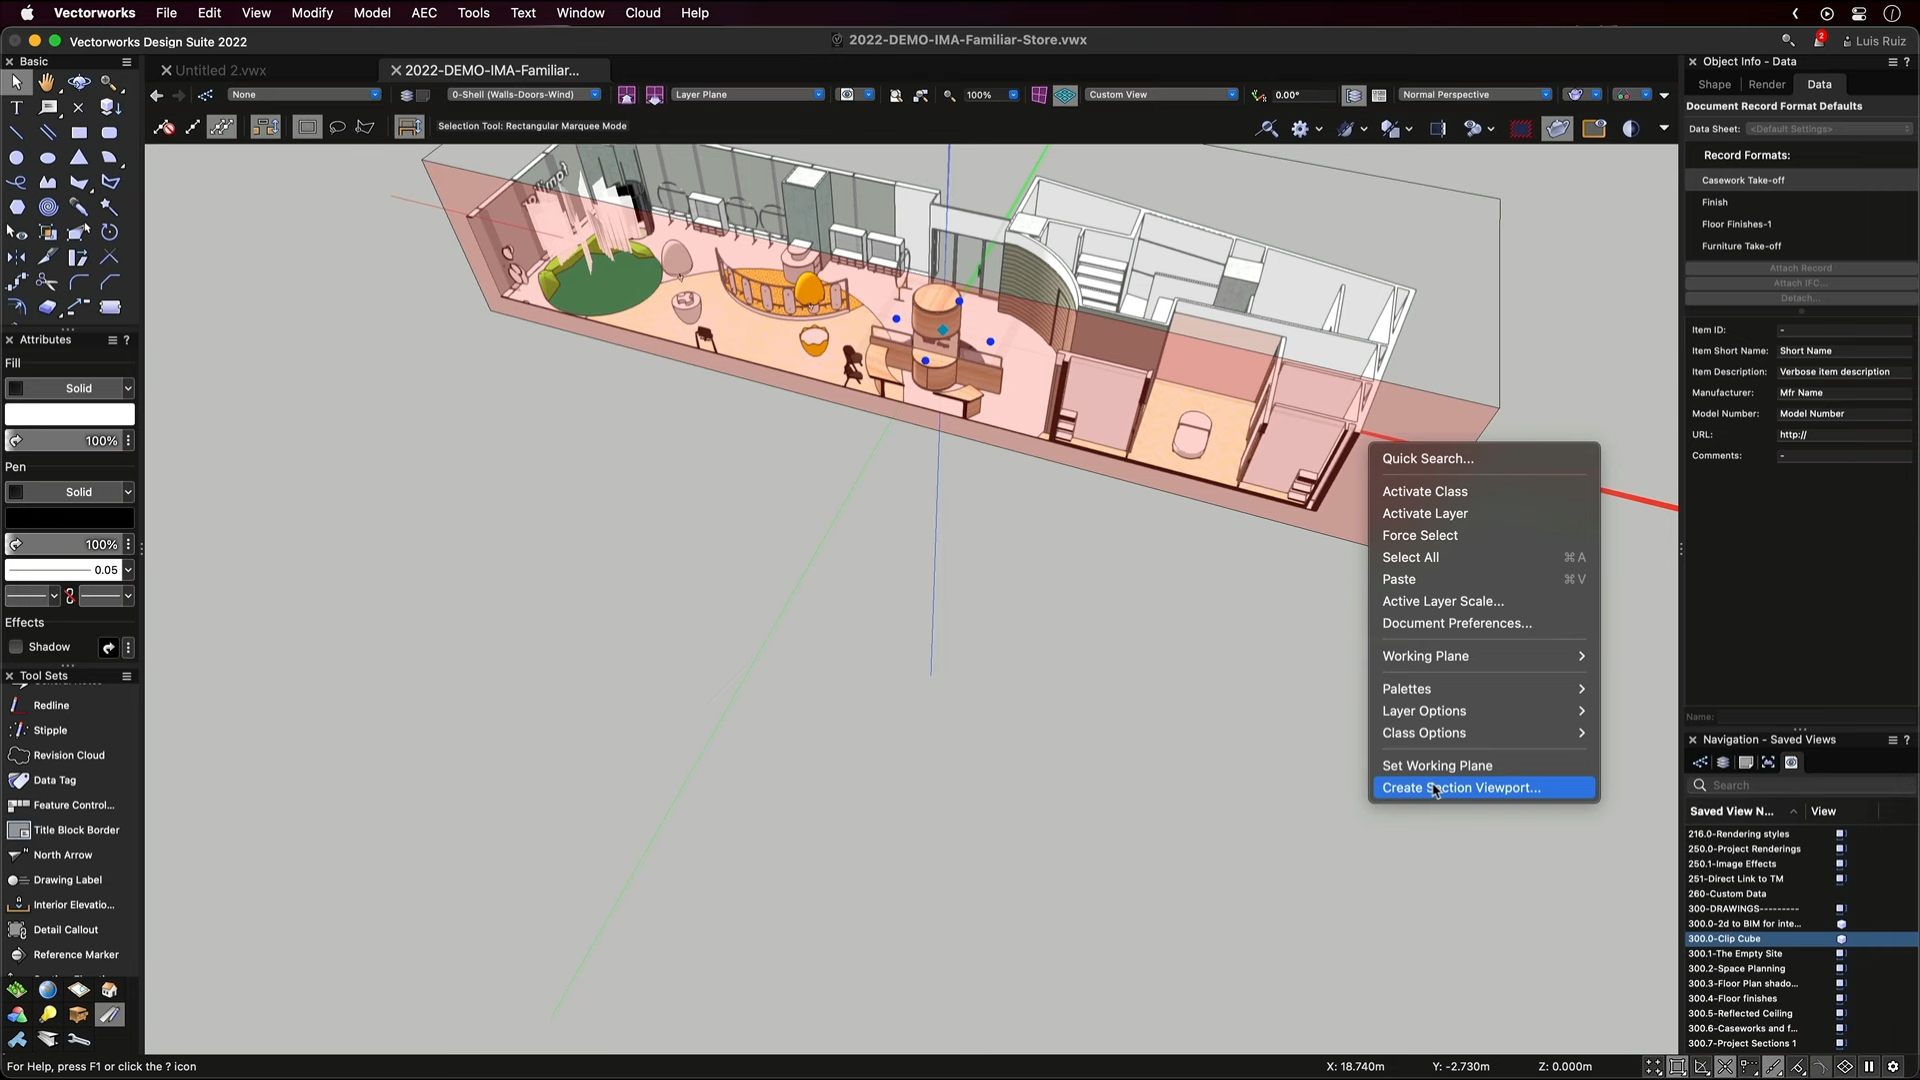 Vectorworks File Edit View Modify Model AEC Tools Text Window Cloud Help
Vectorworks Design Suite 2022
2022-DEMO-IMA-Familiar-Store.vwx
2
Luis Ruiz
Basic
Untitled 2.vwx
2022-DEMO-IMA-Familiar...
None
0-Shell (Walls-Doors-Wind)
Layer Plane
100%
Custom View
0.00°
Normal Perspective
Selection Tool: Rectangular Marquee Mode
Attributes
Fill
Solid
100%
Pen
Solid
100%
0.05
Effects
Shadow
Tool Sets
Redline
Stipple
Revision Cloud
Data Tag
Feature Control...
Title Block Border
North Arrow
Drawing Label
Interior Elevatio...
Detail Callout
Reference Marker
For Help, press F1 or click the ? icon
Quick Search...
Activate Class
Activate Layer
Force Select
Select All ⌘ A
Paste ⌘ V
Active Layer Scale...
Document Preferences...
Working Plane
Palettes
Layer Options
Class Options
Set Working Plane
Create Section Viewport...
Object Info - Data
Shape Render Data
Document Record Format Defaults
Data Sheet: <Default Settings>
Record Formats:
Casework Take-off
Finish
Floor Finishes-1
Furniture Take-off
Attach Record
Attach IFC...
Detach...
Item ID: -
Item Short Name: Short Name
Item Description: Verbose item description
Manufacturer: Mfr Name
Model Number: Model Number
URL: http://
Comments: -
Name:
Navigation - Saved Views
Search
Saved View N... View
216.0-Rendering styles
250.0-Project Renderings
250.1-Image Effects
251-Direct Link to TM
260-Custom Data
300-DRAWINGS---------
300.0-2d to BIM for inte...
300.0-Clip Cube
300.1-The Empty Site
300.2-Space Planning
300.3-Floor Plan shado...
300.4-Floor finishes
300.5-Reflected Ceiling
300.6-Caseworks and f...
300.7-Project Sections 1
X: 18.740m Y: -2.730m Z: 0.000m